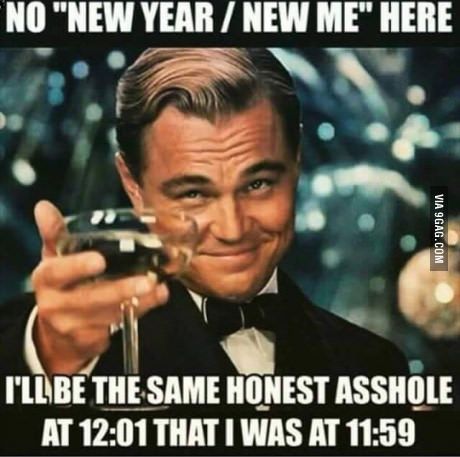 NO "NEW YEAR / NEW ME" HERE
VIA 9GAG.COM
I'LL BE THE SAME HONEST ASSHOLE
AT 12:01 THAT I WAS AT 11:59